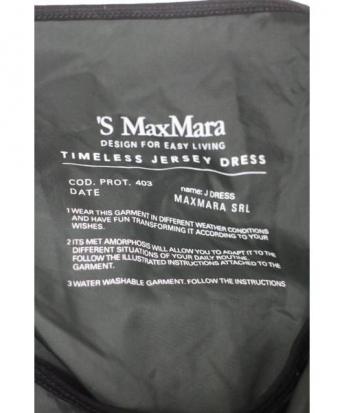 'S MaxMara
DESIGN FOR EASY LIVING
TIMELESS JERSEY DRESS
COD. PROT. 403
name: J DRESS
DATE
MAXMARA SRL
1 WEAR THIS GARMENT IN DIFFERENT WEATHER CONDITIONS
AND HAVE FUN TRANSFORMING IT ACCORDING TO YOUR
WISHES.
2 ITS MET AMORPHOSIS WILL ALLOW YOU TO ADAPT IT TO THE
DIFFERENT SITUATIONS OF YOUR DAILY ROUTINE.
FOLLOW THE ILLUSTRATED INSTRUCTIONS ATTACHED TO THE
GARMENT.
3 WATER WASHABLE GARMENT. FOLLOW THE INSTRUCTIONS